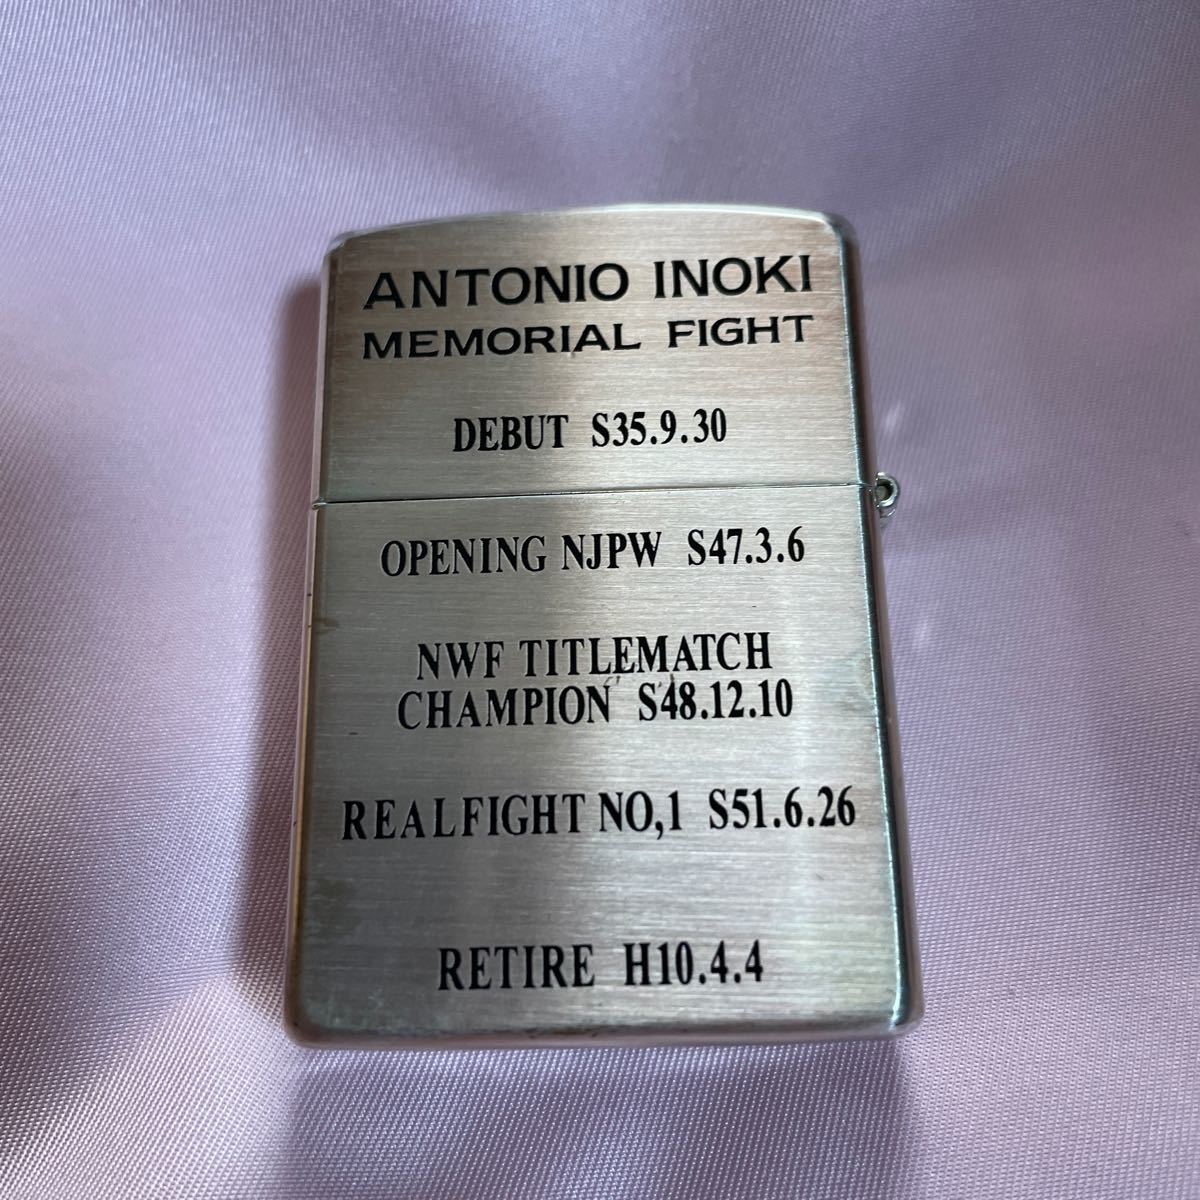 ANTONIO INOKI
MEMORIAL FIGHT
DEBUT S35.9.30
OPENING NJPW S47.3.6
NWF TITLEMATCH
CHAMPION S48.12.10
REALFIGHT NO,1 S51.6.26
RETIRE H10.4.4